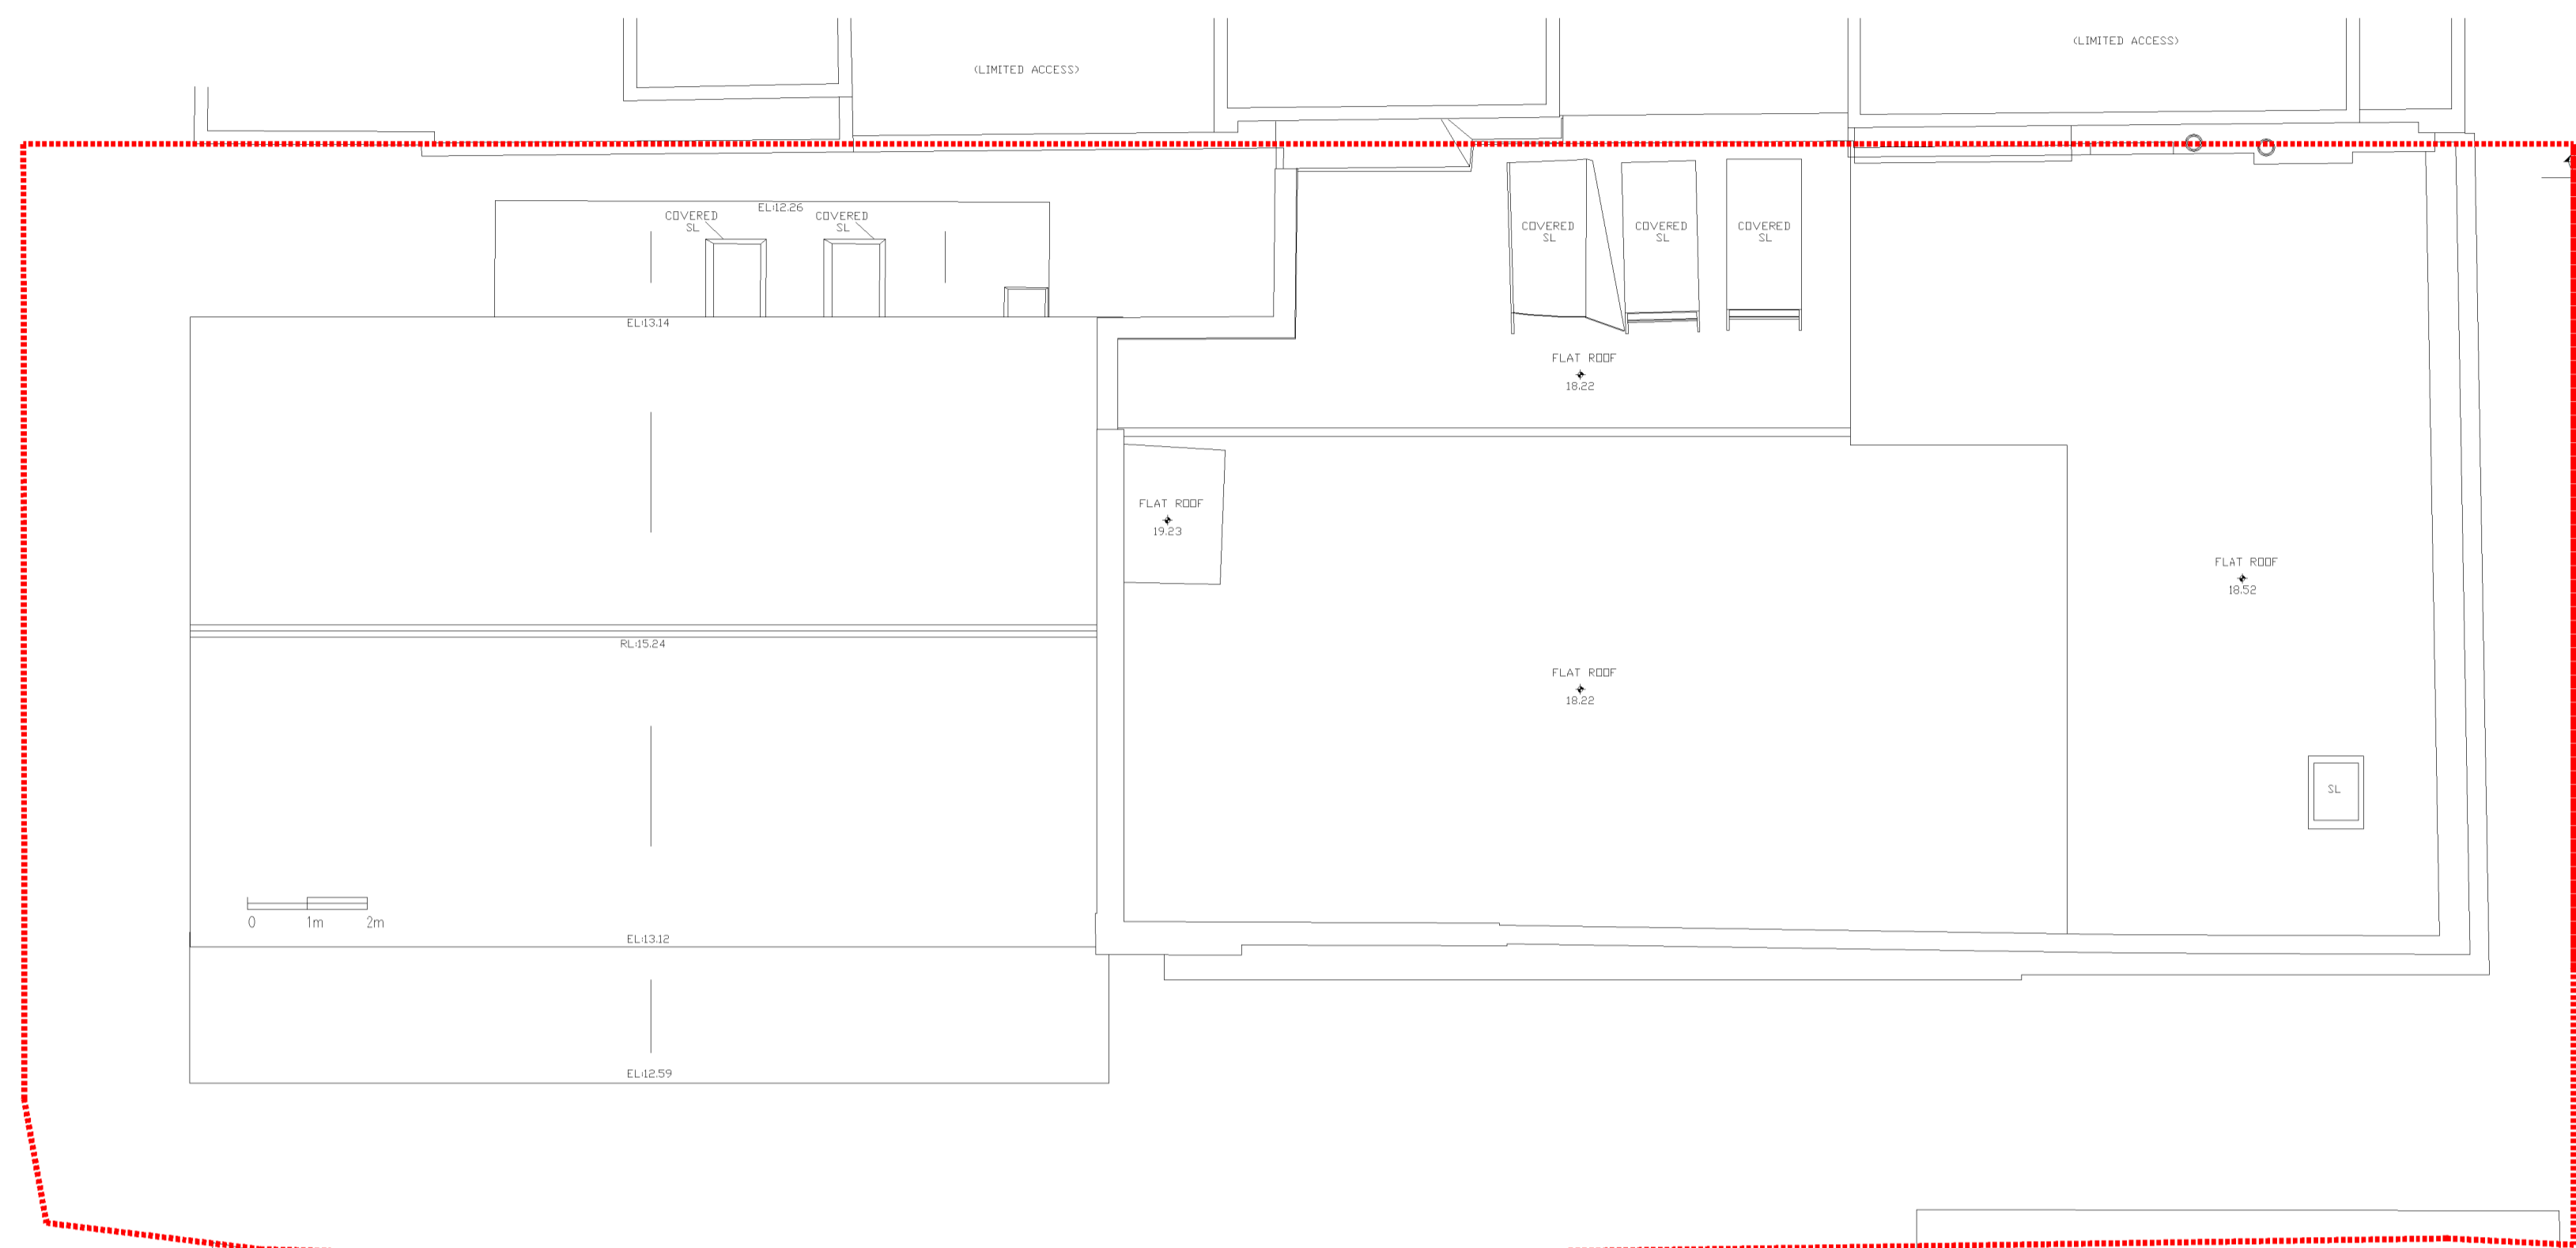 (LIMITED ACCESS)
(LIMITED ACCESS)
EL:12.26
COVERED
SL
COVERED
SL
COVERED
SL
COVERED
SL
COVERED
SL
EL:13.14
FLAT ROOF
18.22
FLAT ROOF
19.23
FLAT ROOF
18.52
RL:15.24
FLAT ROOF
18.22
SL
0 1m 2m
EL:13.12
EL:12.59